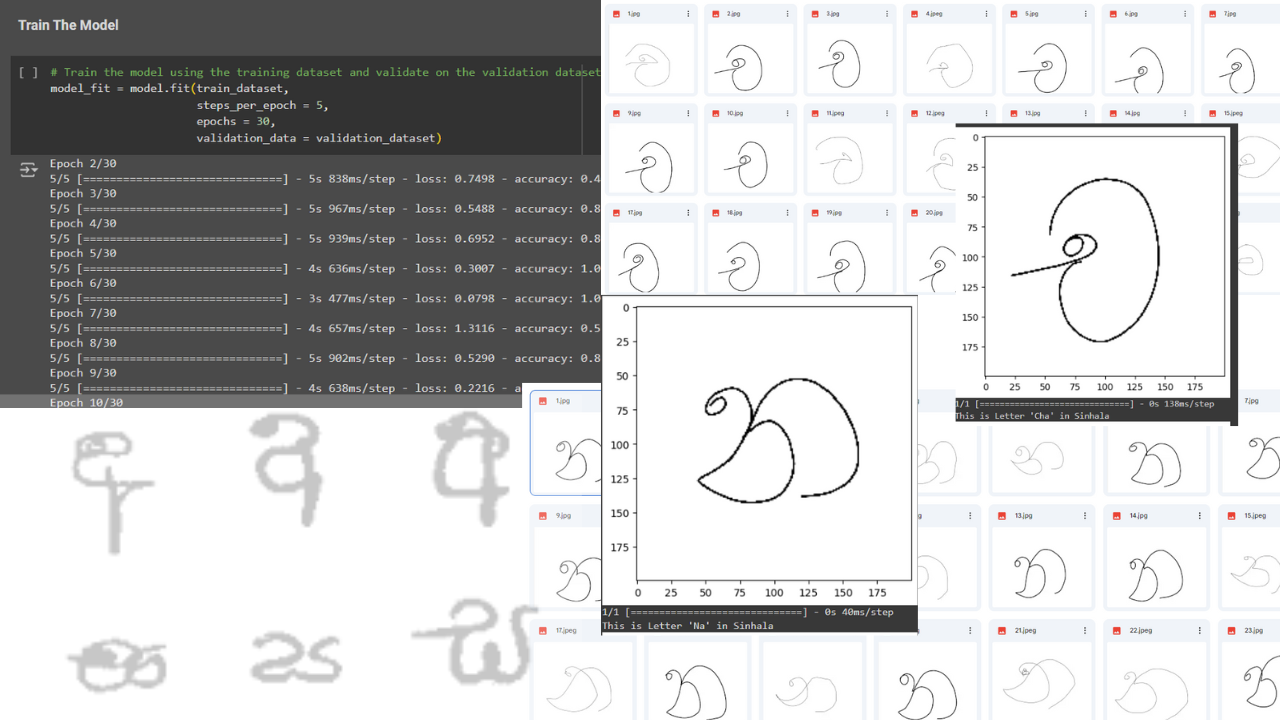 Train The Model
[ ] # Train the model using the training dataset and validate on the validation dataset
model_fit = model.fit(train_dataset,
steps_per_epoch = 5,
epochs = 30,
validation_data = validation_dataset)
Epoch 2/30
5/5 [==============================] - 5s 838ms/step - loss: 0.7498 - accuracy: 0.4
Epoch 3/30
5/5 [==============================] - 5s 967ms/step - loss: 0.5488 - accuracy: 0.8
Epoch 4/30
5/5 [==============================] - 5s 939ms/step - loss: 0.6952 - accuracy: 0.8
Epoch 5/30
5/5 [==============================] - 4s 636ms/step - loss: 0.3007 - accuracy: 1.0
Epoch 6/30
5/5 [==============================] - 3s 477ms/step - loss: 0.0798 - accuracy: 1.0
Epoch 7/30
5/5 [==============================] - 4s 657ms/step - loss: 1.3116 - accuracy: 0.5
Epoch 8/30
5/5 [==============================] - 5s 902ms/step - loss: 0.5290 - accuracy: 0.8
Epoch 9/30
5/5 [==============================] - 4s 638ms/step - loss: 0.2216 - a
Epoch 10/30
1.jpg 2.jpg 3.jpg 4.jpeg 5.jpg 6.jpg 7.jpg
9.jpg 10.jpg 11.jpeg 12.jpeg 13.jpg 14.jpg 15.jpeg
17.jpg 18.jpg 19.jpg 20.jpg
0
25
50
75
100
125
150
175
0 25 50 75 100 125 150 175
1/1 [==============================] - 0s 138ms/step
This is Letter 'Cha' in Sinhala
0
25
50
75
100
125
150
175
0 25 50 75 100 125 150 175
1/1 [==============================] - 0s 40ms/step
This is Letter 'Na' in Sinhala
1.jpg 7.jpg
9.jpg 13.jpg 14.jpg 15.jpeg
17.jpeg 21.jpeg 22.jpeg 23.jpg